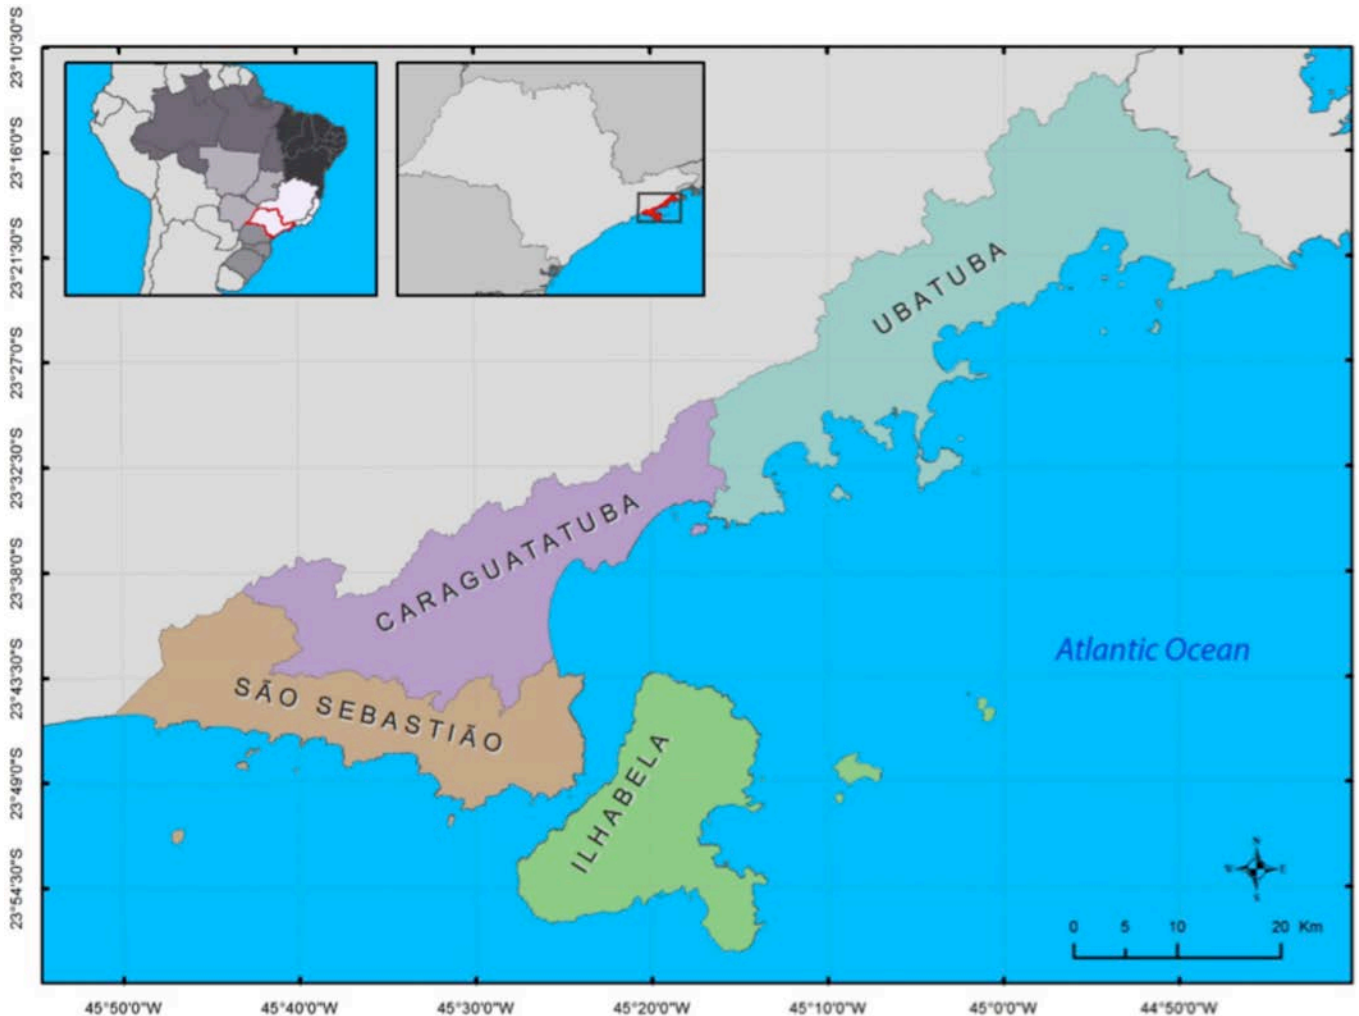 23°10'30"S
23°16'0"S
23°21'30"S
23°27'0"S
23°32'30"S
23°38'0"S
23°43'30"S
23°49'0"S
23°54'30"S
UBATUBA
CARAGUATATUBA
SÃO SEBASTIÃO
ILHABELA
Atlantic Ocean
N
W E
S
0 5 10 20 Km
45°50'0"W 45°40'0"W 45°30'0"W 45°20'0"W 45°10'0"W 45°0'0"W 44°50'0"W